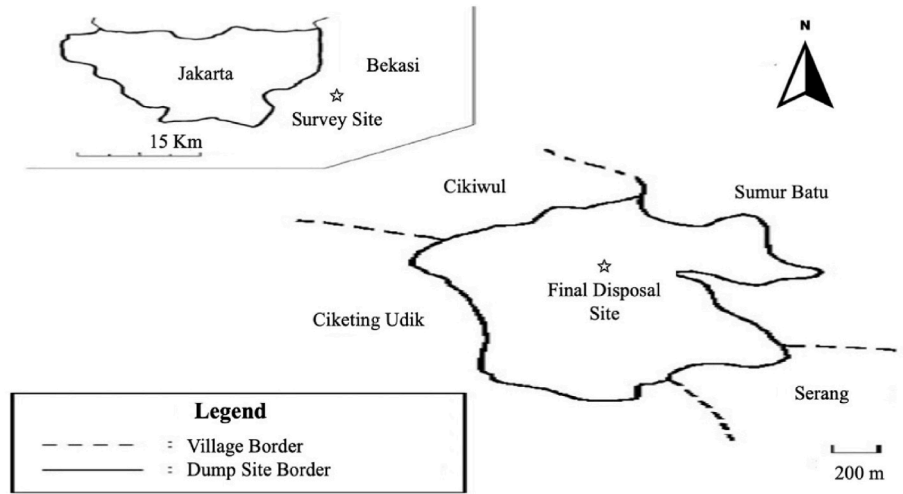 N
Jakarta
Bekasi
Survey Site
15 Km
Cikiwul
Sumur Batu
Final Disposal
Site
Ciketing Udik
Serang
Legend
: Village Border
: Dump Site Border
200 m